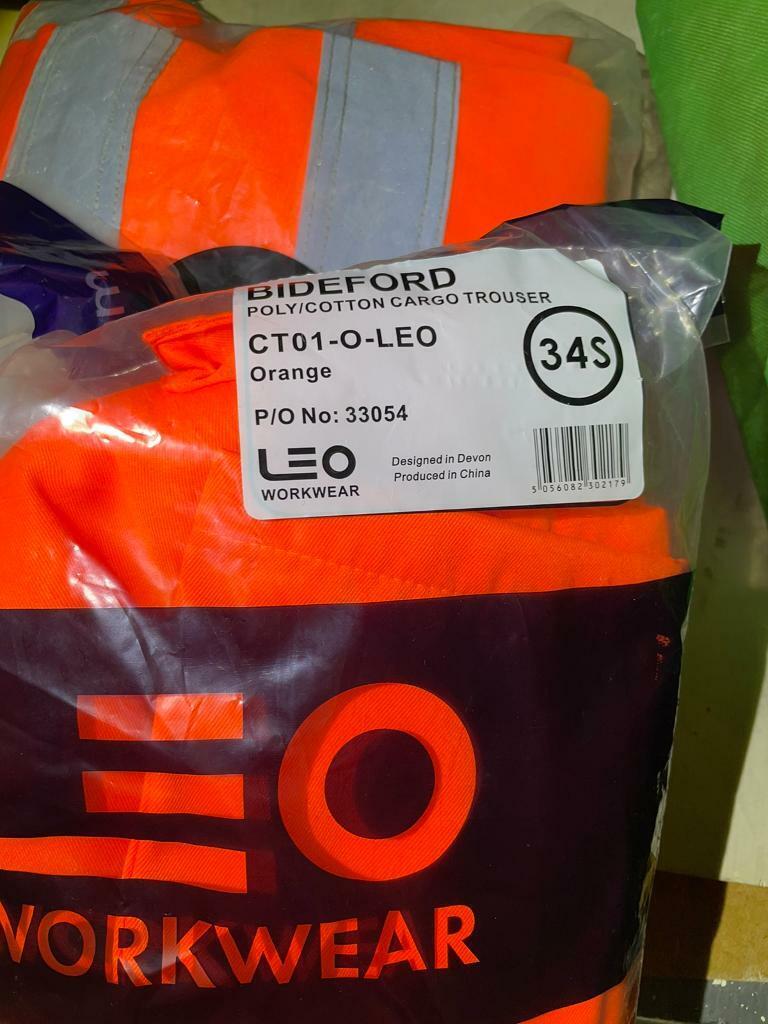 BIDEFORD
POLY/COTTON CARGO TROUSER
CT01-O-LEO
34S
Orange
P/O No: 33054
LEO
WORKWEAR
Designed in Devon
Produced in China
5 056082 302179
LEO
WORKWEAR